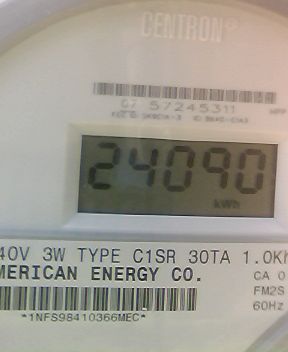 CENTRON®
07 57245311
24090
kWh
40V 3W TYPE C1SR 30TA 1.0Kh
MERICAN ENERGY CO.
CA 0
FM2S
60Hz
*1NFS98410366MEC*